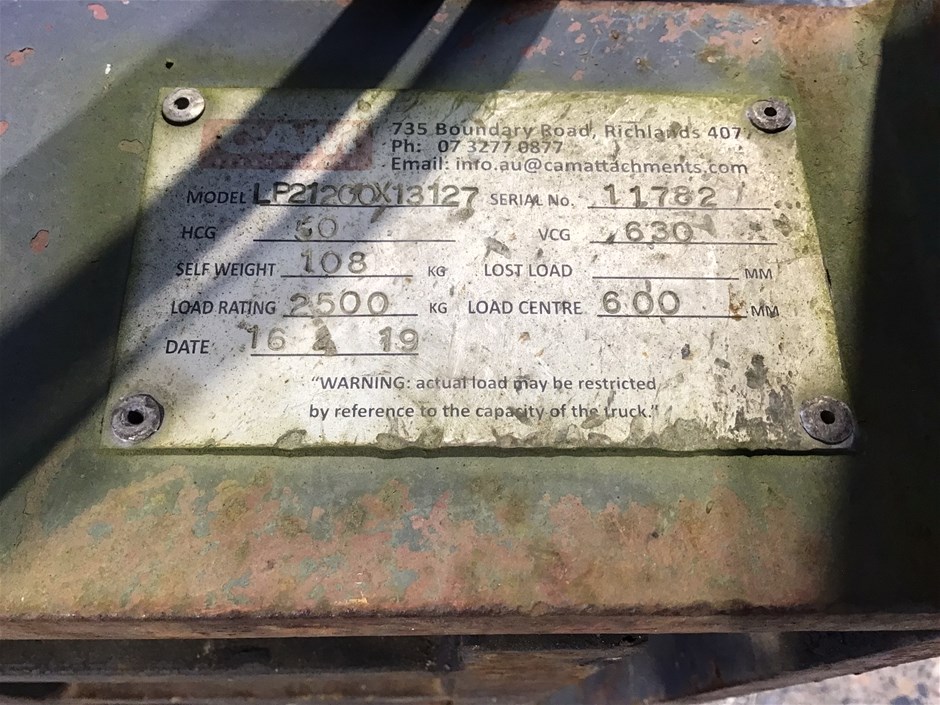 735 Boundary Road, Richlands 407
Ph: 07 3277 0877
Email: info.au@camattachments.com
MODEL LP21200X13127 SERIAL No. 11782
HCG 50 VCG 630
SELF WEIGHT 108 KG LOST LOAD MM
LOAD RATING 2500 KG LOAD CENTRE 600 MM
DATE 16 2 19
"WARNING: actual load may be restricted
by reference to the capacity of the truck."